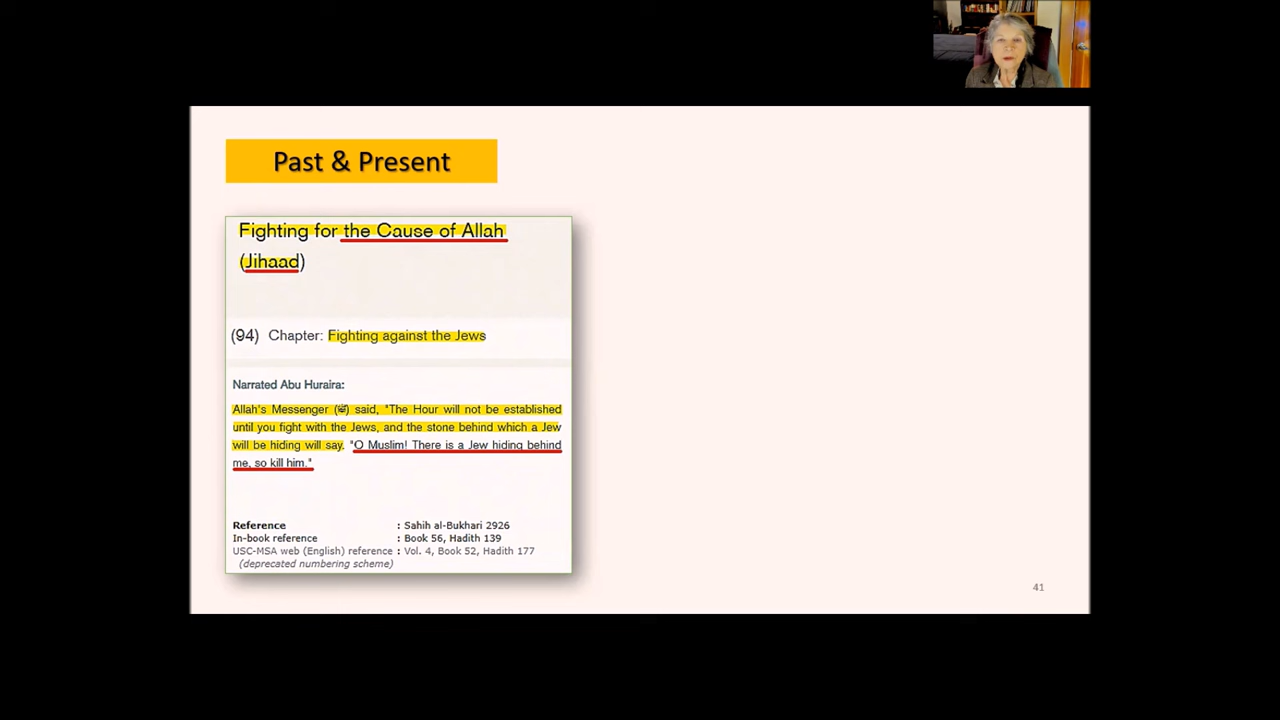 Past & Present
Fighting for the Cause of Allah
(Jihaad)
(94) Chapter: Fighting against the Jews
Narrated Abu Huraira:
Allah's Messenger (ﷺ) said, "The Hour will not be established
until you fight with the Jews, and the stone behind which a Jew
will be hiding will say. "O Muslim! There is a Jew hiding behind
me, so kill him."
Reference : Sahih al-Bukhari 2926
In-book reference : Book 56, Hadith 139
USC-MSA web (English) reference : Vol. 4, Book 52, Hadith 177
(deprecated numbering scheme)
41